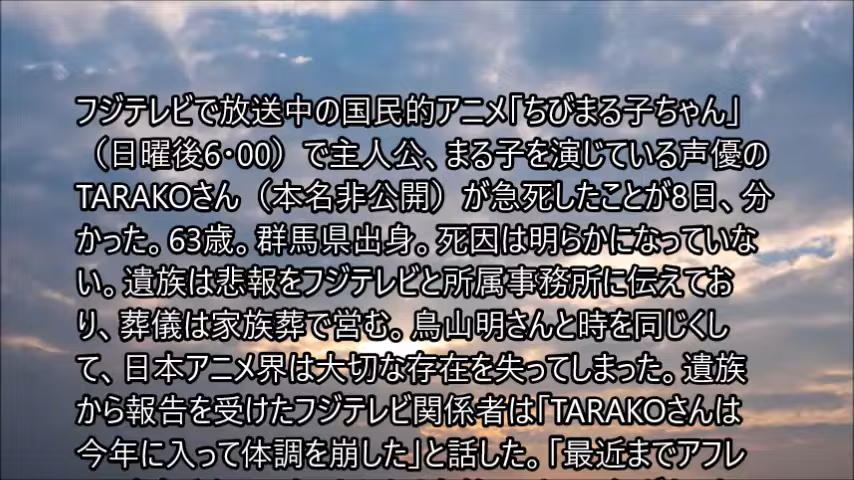 フジテレビで放送中の国民的アニメ「ちびまる子ちゃん」
（日曜後6・00）で主人公、まる子を演じている声優の
TARAKOさん（本名非公開）が急死したことが8日、分
かった。63歳。群馬県出身。死因は明らかになっていな
い。遺族は悲報をフジテレビと所属事務所に伝えてお
り、葬儀は家族葬で営む。鳥山明さんと時を同じくし
て、日本アニメ界は大切な存在を失ってしまった。遺族
から報告を受けたフジテレビ関係者は「TARAKOさんは
今年に入って体調を崩した」と話した。「最近までアフレ